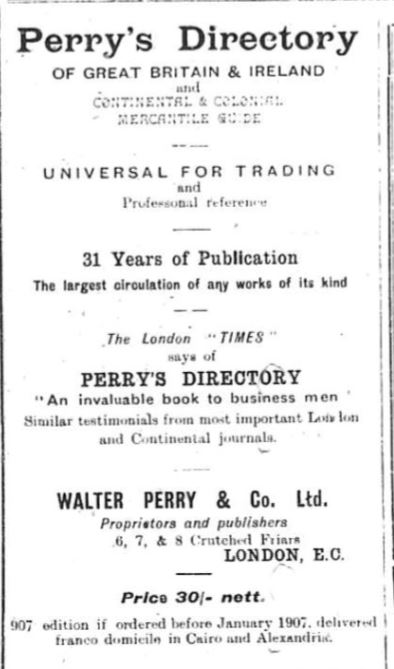 Perry's Directory
OF GREAT BRITAIN & IRELAND
and
CONTINENTAL & COLONIAL
MERCANTILE GUIDE
UNIVERSAL FOR TRADING
and
Professonal reference
31 Years of Publication
The largest circulation of any works of its kind
The London "TIMES"
says of
PERRY'S DIRECTORY
"An invaluable book to business men
Similar testimonials from most important London
and Continental journals.
WALTER PERRY & Co. Ltd.
Proprietors and publishers
6, 7, & 8 Crutched Friars
LONDON, E.C.
Price 30/- nett.
907 edition if ordered before January 1907, delivered
franco domicile in Cairo and Alexandria.